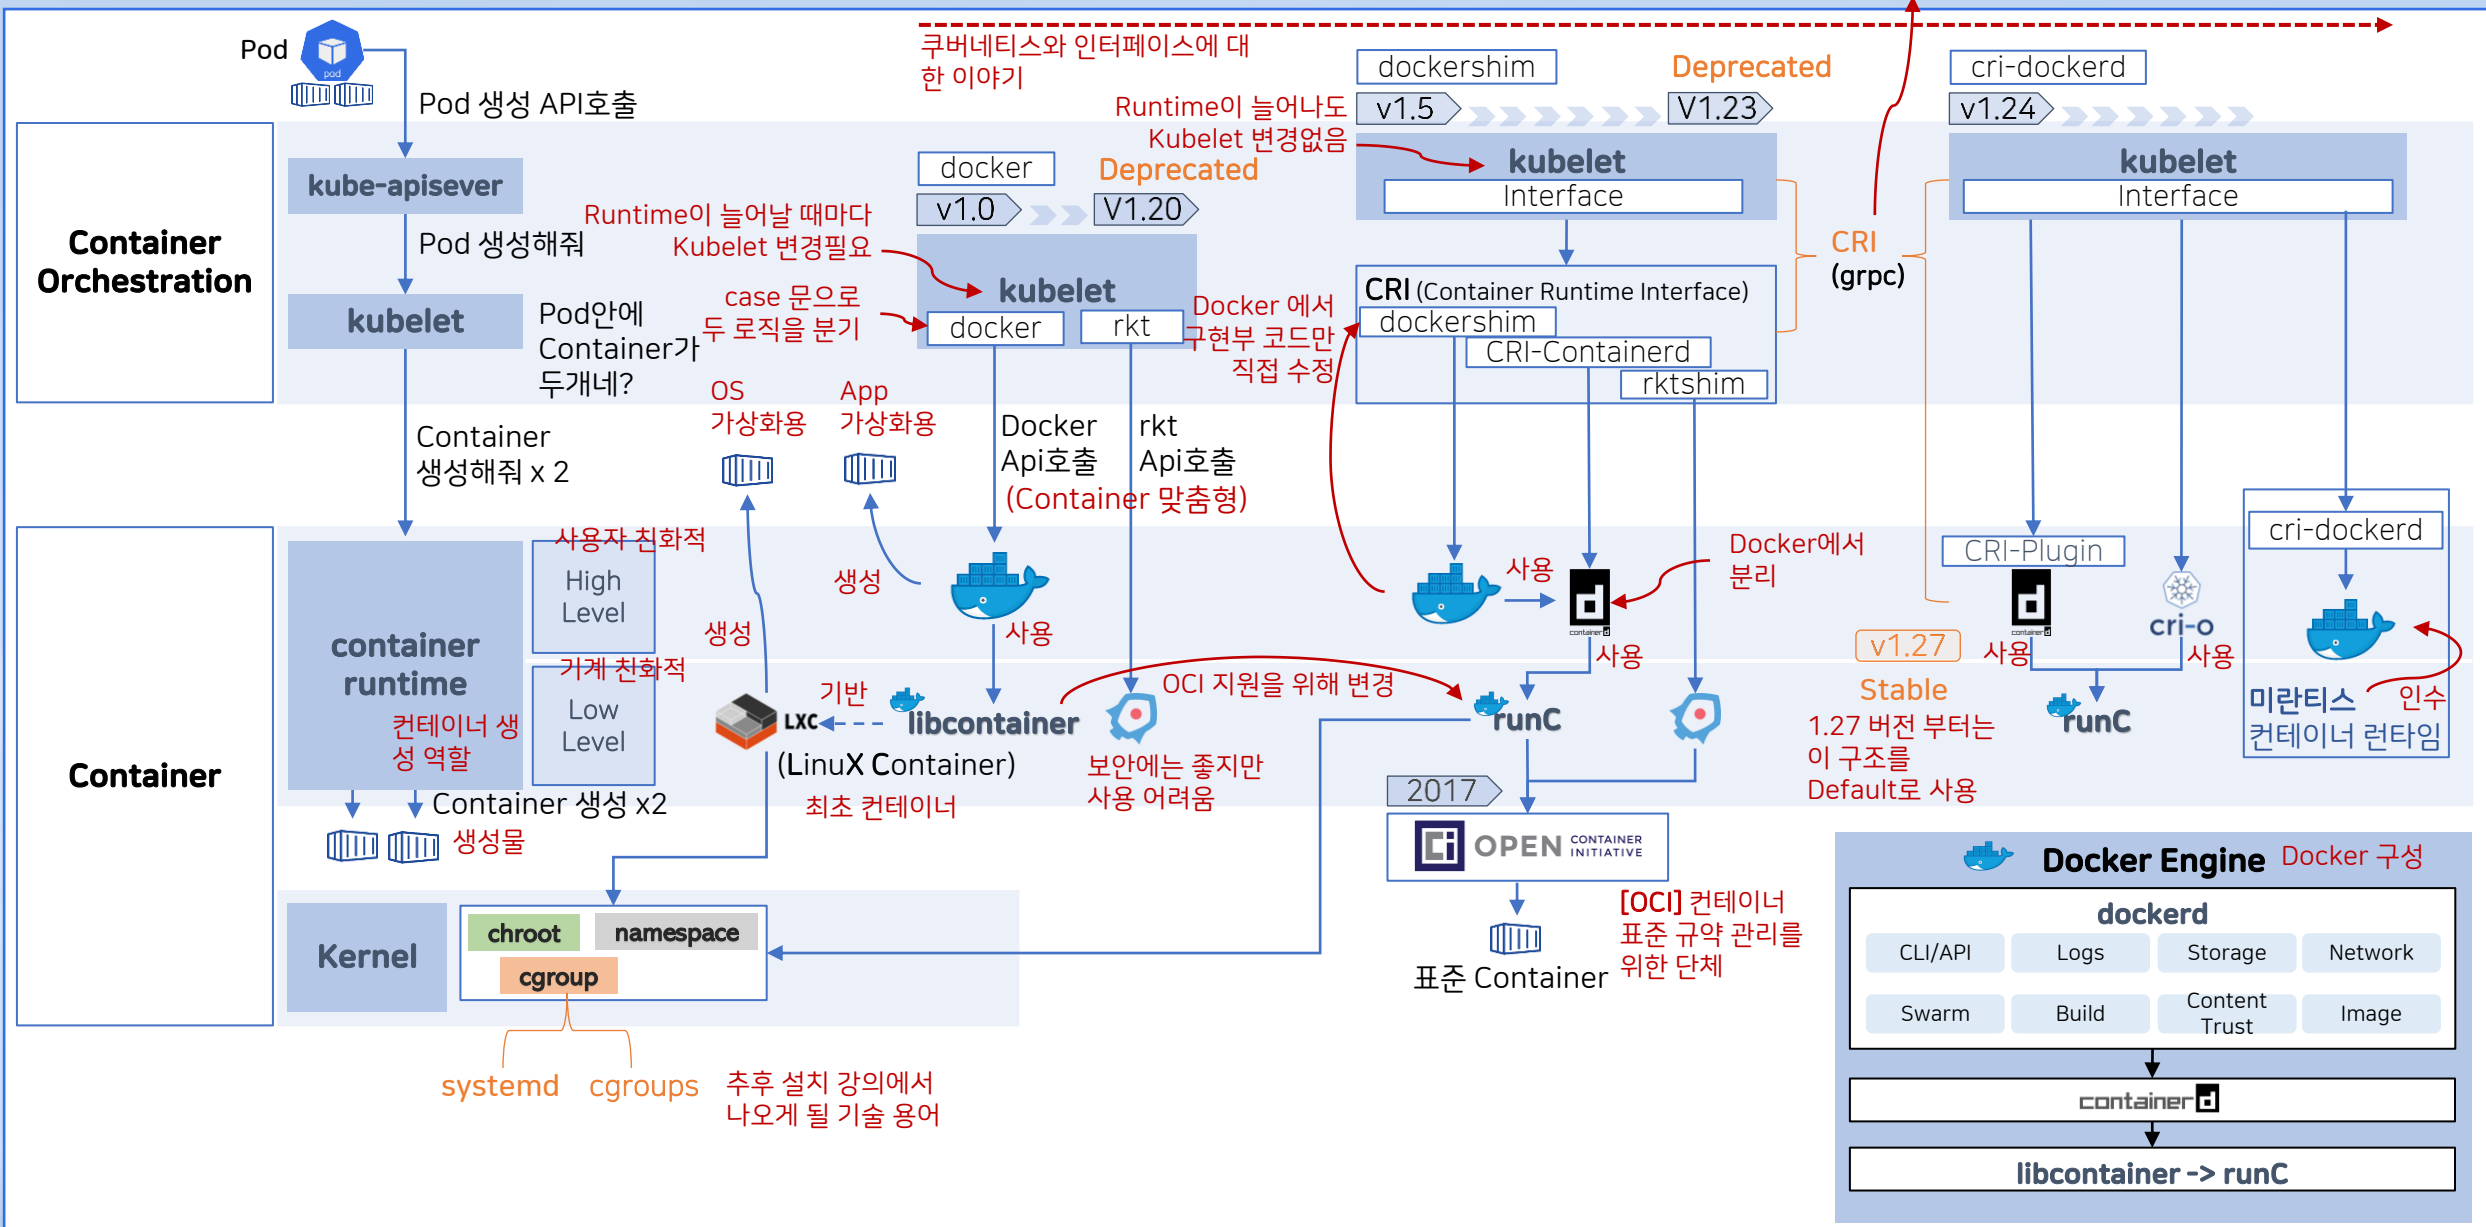 쿠버네티스와 인터페이스에 대
한 이야기
Pod
pod
Pod 생성 API호출
Container
Orchestration
kube-apisever
Pod 생성해줘
kubelet
Pod안에
Container가
두개네?
Container
생성해줘 x 2
docker
Deprecated
v1.0
V1.20
Runtime이 늘어날 때마다
Kubelet 변경필요
case 문으로
두 로직을 분기
kubelet
docker
rkt
Docker
Api호출
rkt
Api호출
(Container 맞춤형)
OS
가상화용
App
가상화용
dockershim
Deprecated
v1.5
V1.23
Runtime이 늘어나도
Kubelet 변경없음
kubelet
Interface
CRI (Container Runtime Interface)
dockershim
CRI-Containerd
rktshim
Docker 에서
구현부 코드만
직접 수정
CRI
(grpc)
cri-dockerd
v1.24
kubelet
Interface
Container
container
runtime
컨테이너 생
성 역할
사용자 친화적
High
Level
기계 친화적
Low
Level
Container 생성 x2
생성물
생성
생성
사용
기반
LXC
libcontainer
(LinuX Container)
최초 컨테이너
보안에는 좋지만
사용 어려움
OCI 지원을 위해 변경
사용
containerd
Docker에서
분리
사용
runC
2017
OPEN CONTAINER
INITIATIVE
표준 Container
[OCI] 컨테이너
표준 규약 관리를
위한 단체
CRI-Plugin
containerd
cri-o
사용
사용
runC
v1.27
Stable
1.27 버전 부터는
이 구조를
Default로 사용
cri-dockerd
미란티스
컨테이너 런타임
인수
Kernel
chroot
namespace
cgroup
systemd
cgroups
추후 설치 강의에서
나오게 될 기술 용어
Docker Engine
Docker 구성
dockerd
CLI/API
Logs
Storage
Network
Swarm
Build
Content
Trust
Image
containerd
libcontainer -> runC